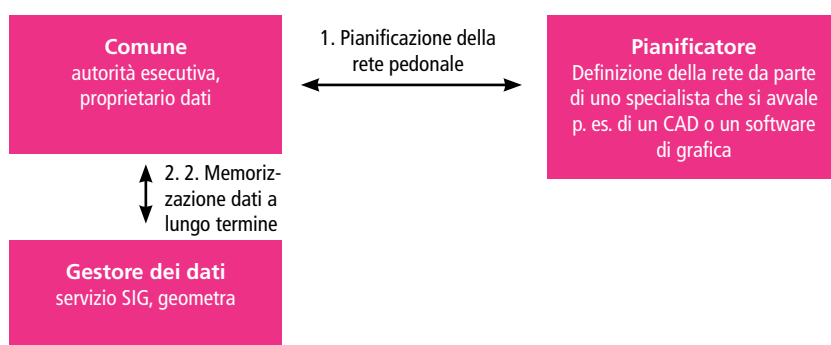 Comune
autorità esecutiva,
proprietario dati
1. Pianificazione della
rete pedonale
Pianificatore
Definizione della rete da parte
di uno specialista che si avvale
p. es. di un CAD o un software
di grafica
2. 2. Memoriz-
zazione dati a
lungo termine
Gestore dei dati
servizio SIG, geometra